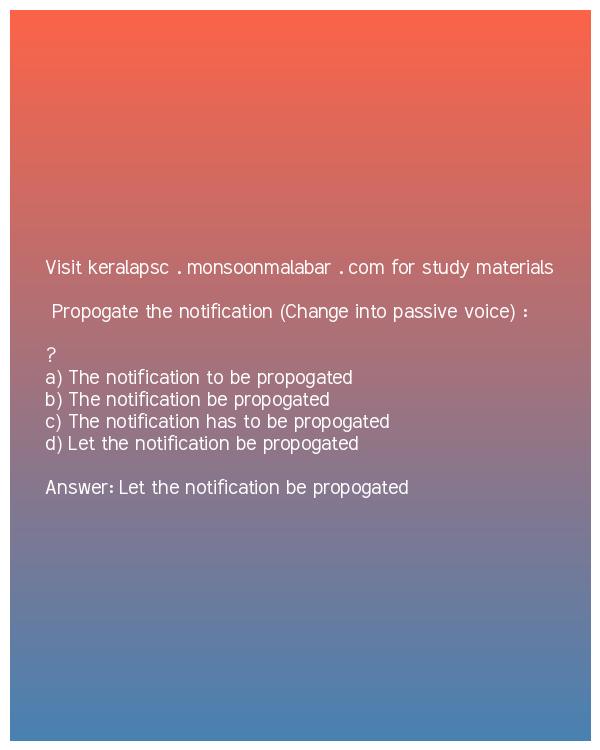 Visit keralapsc . monsoonmalabar . com for study materials
Propogate the notification (Change into passive voice) :
?
a) The notification to be propogated
b) The notification be propogated
c) The notification has to be propogated
d) Let the notification be propogated
Answer: Let the notification be propogated